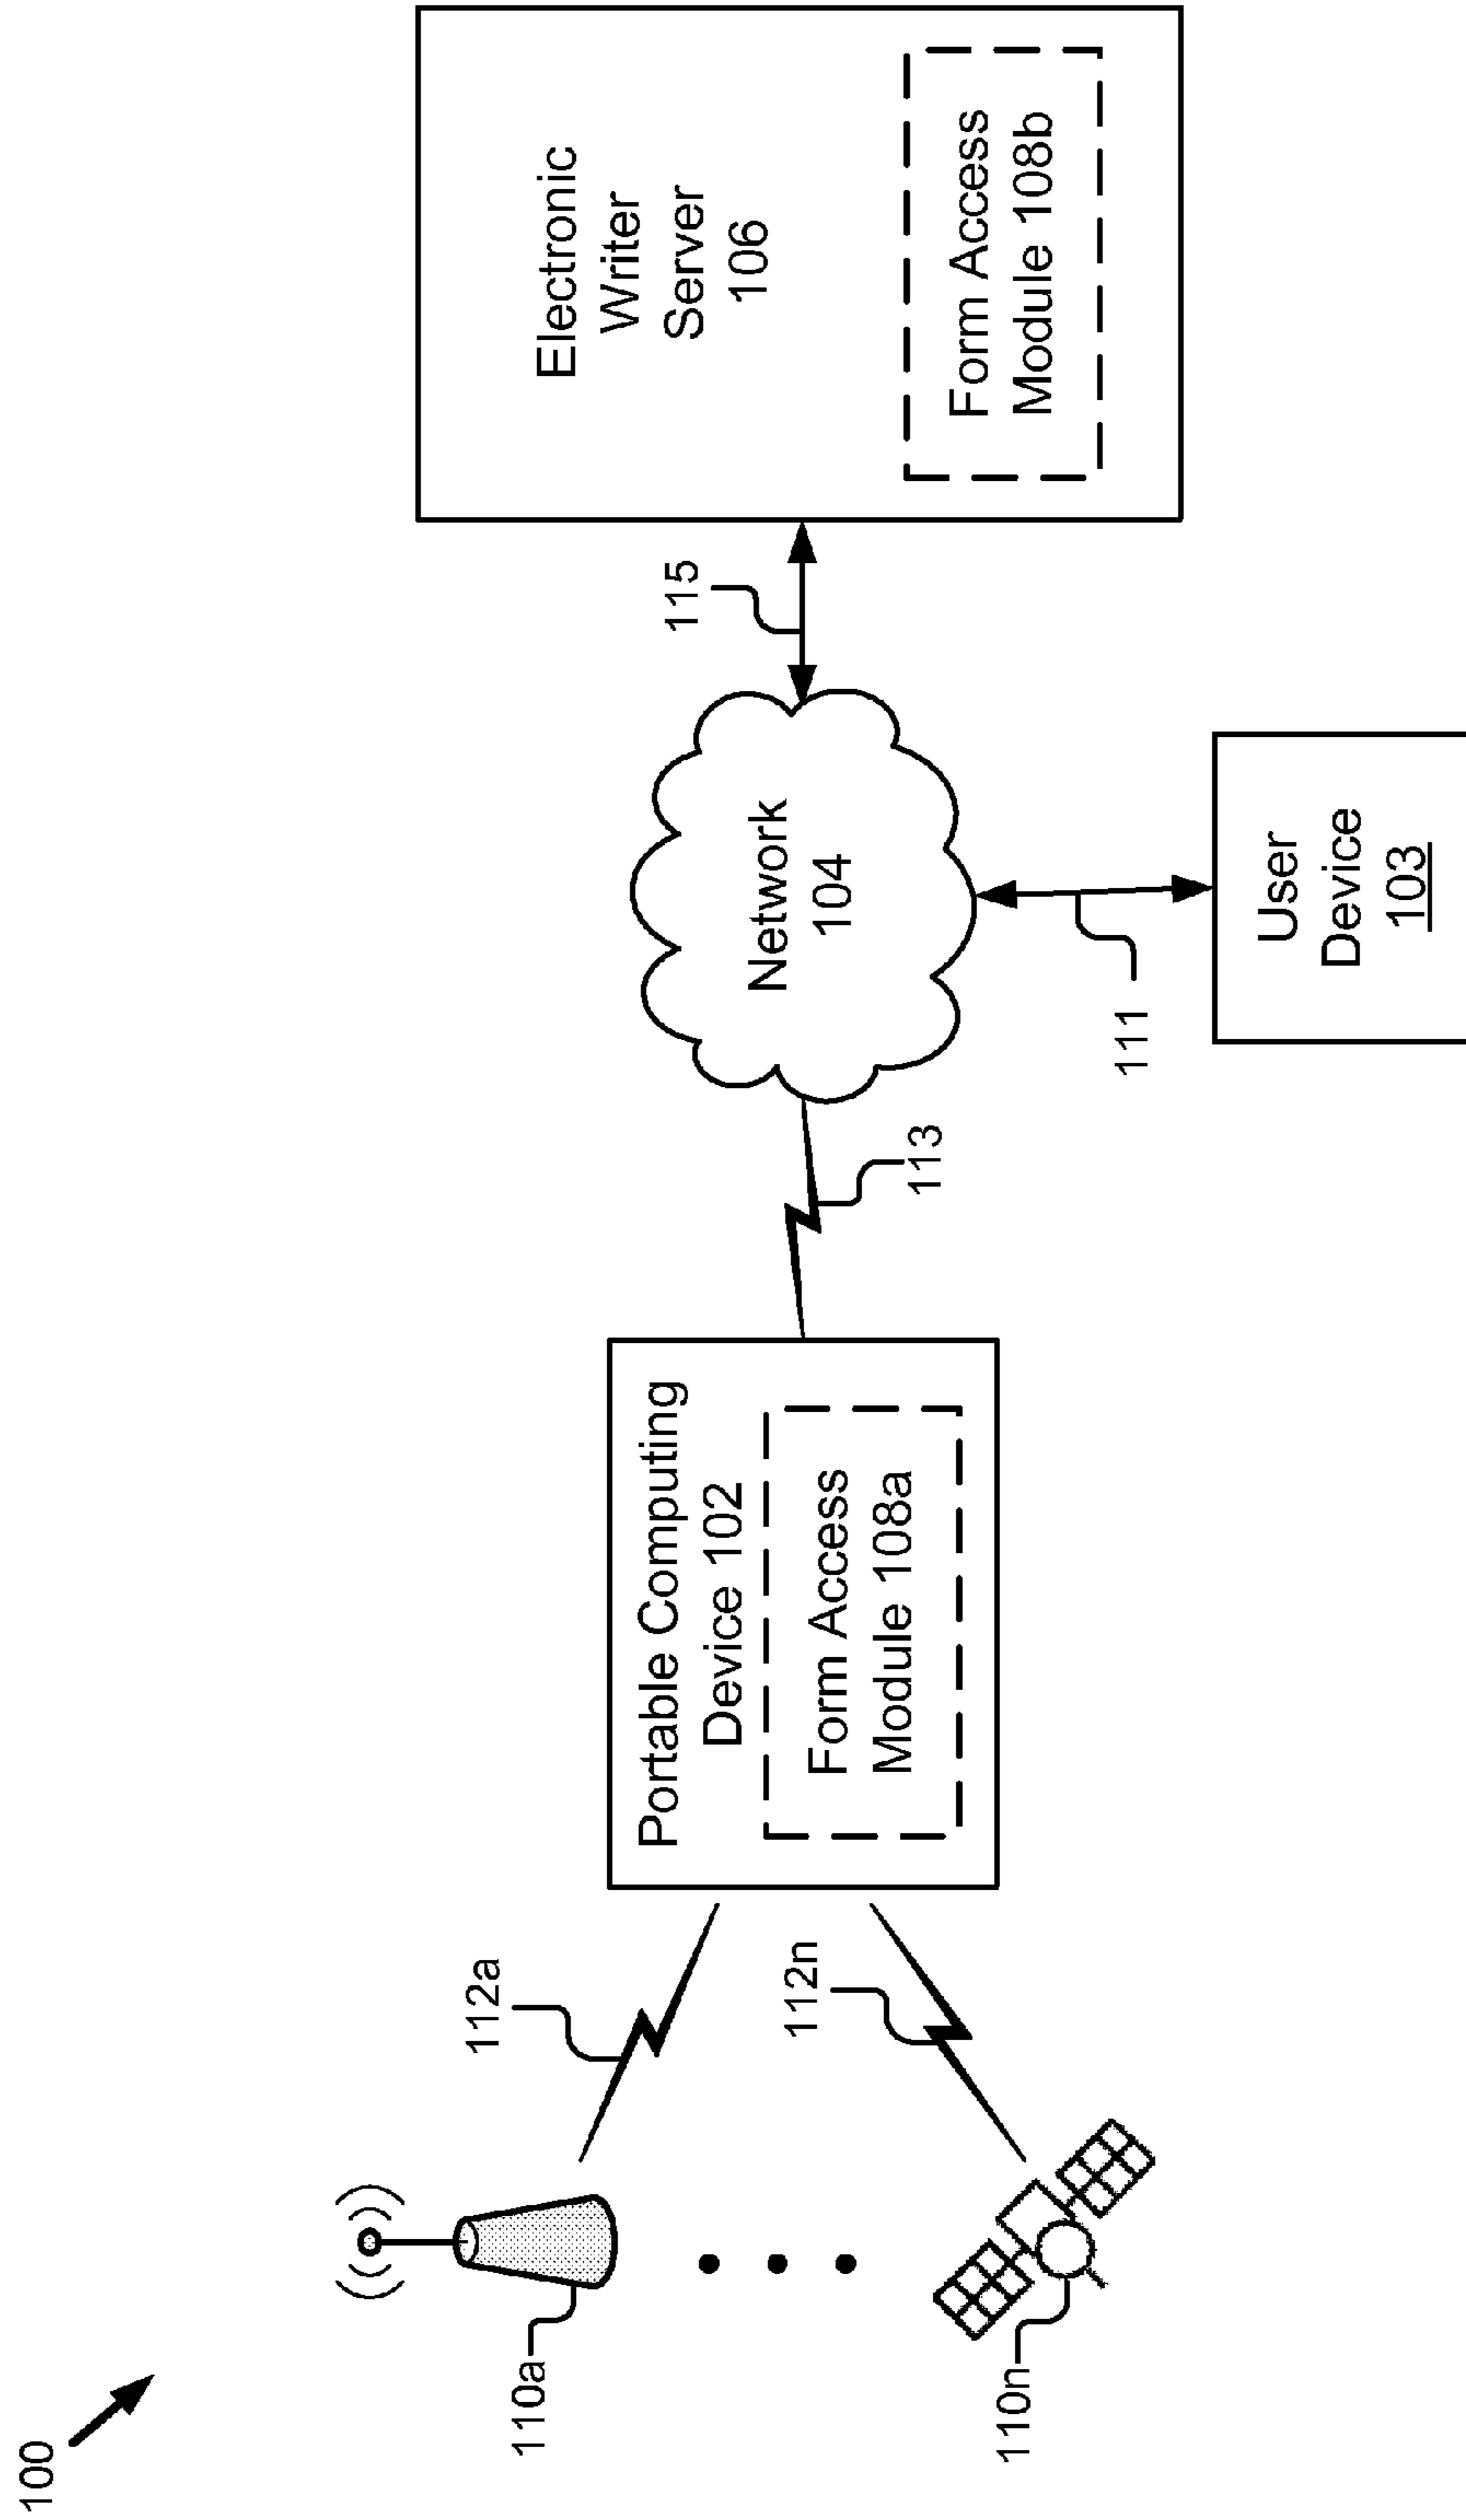 100
110a
112a
110n
112n
Portable Computing
Device 102
Form Access
Module 108a
113
Network
104
115
111
User
Device
103
Electronic
Writer
Server
106
Form Access
Module 108b